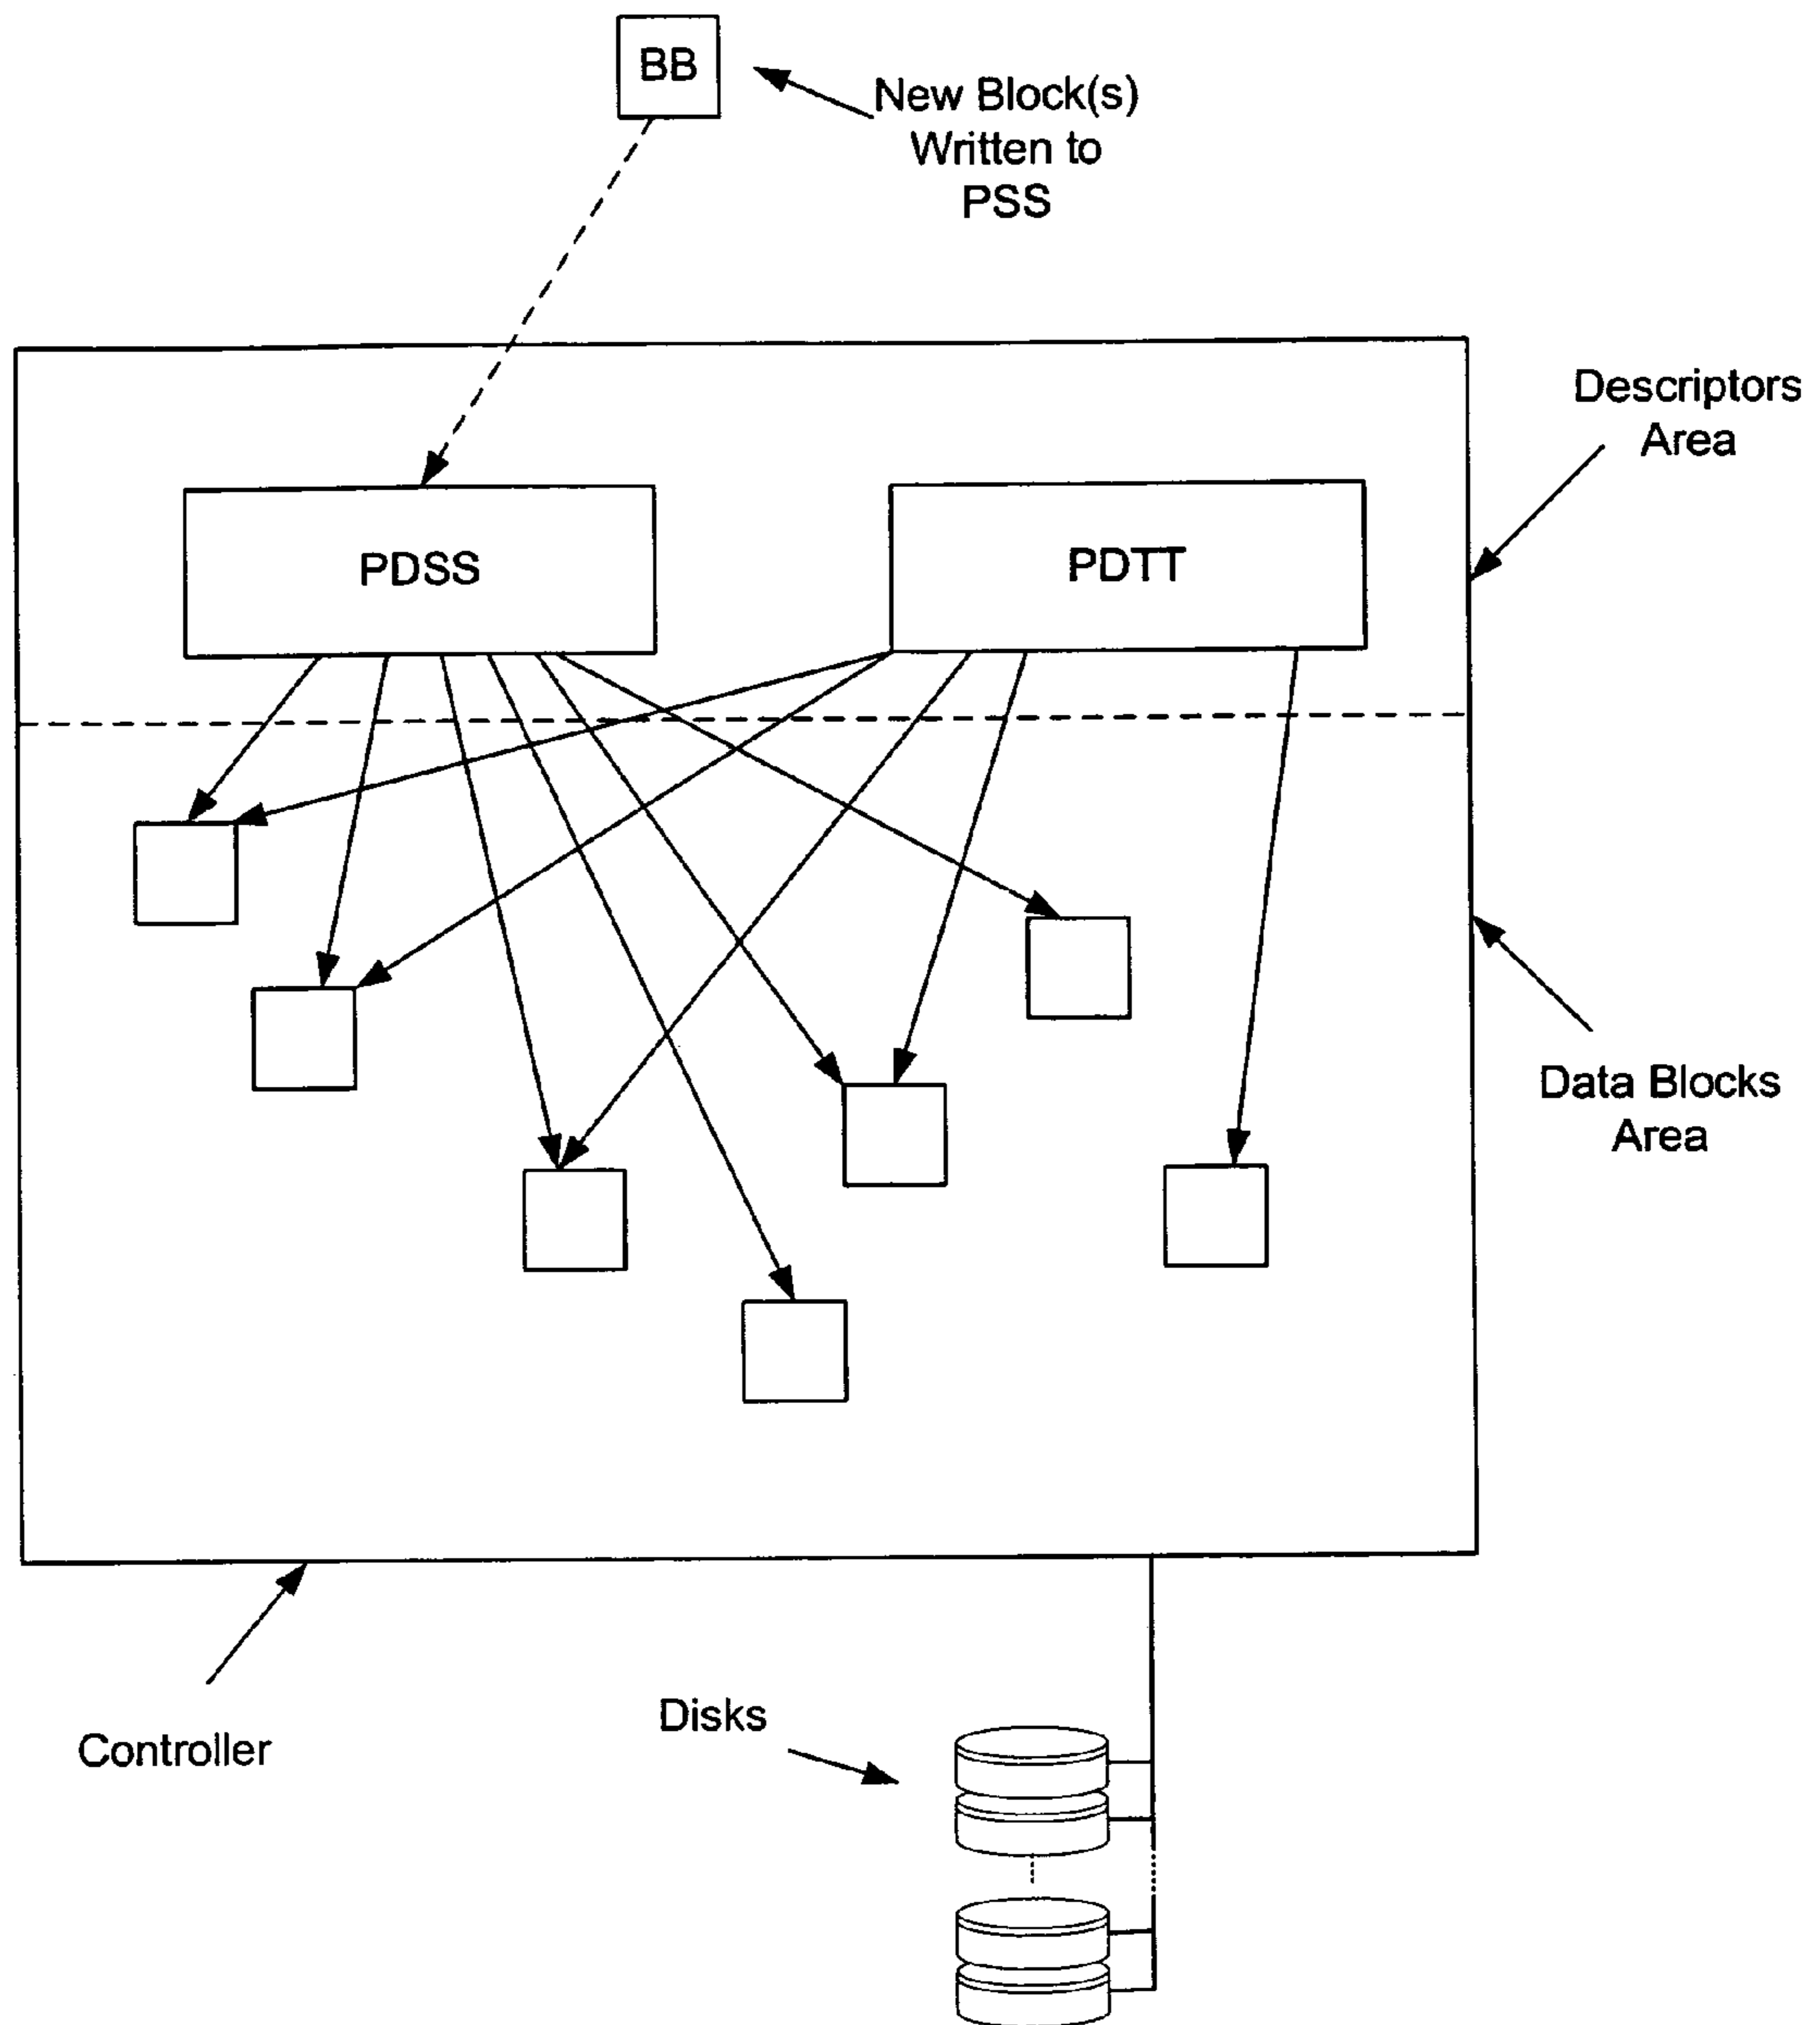 BB
New Block(s)
Written to
PSS
Descriptors
Area
PDSS
PDTT
Data Blocks
Area
Controller
Disks